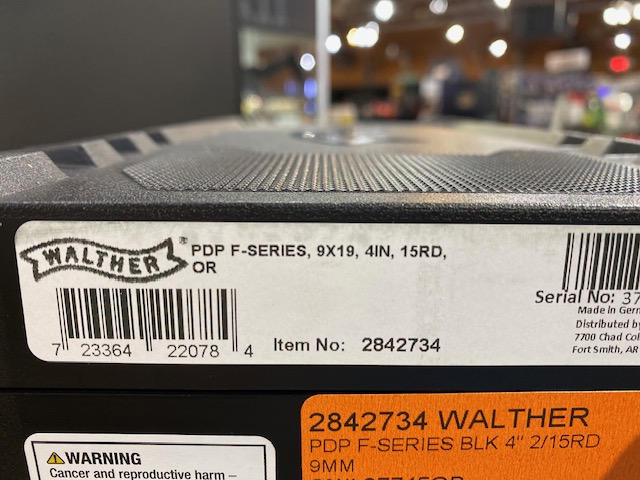 WALTHER®
PDP F-SERIES, 9X19, 4IN, 15RD,
OR
7 23364 22078 4
Item No: 2842734
Serial No: 37
Made in Germ
Distributed by
7700 Chad Col
Fort Smith, AR
2842734 WALTHER
PDP F-SERIES BLK 4" 2/15RD
9MM
WARNING
Cancer and reproductive harm –